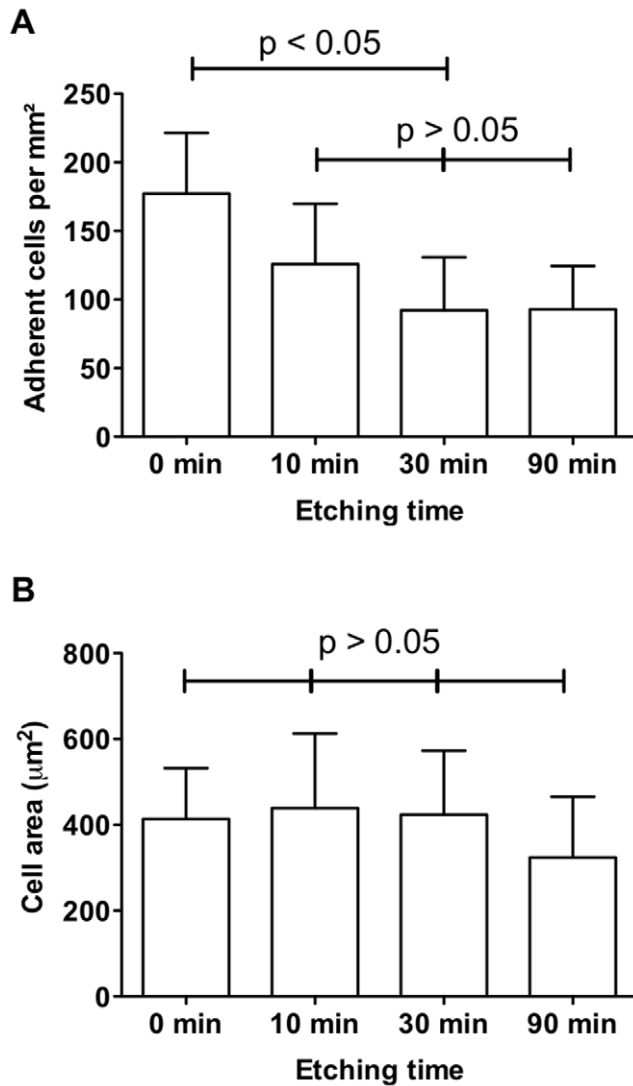 A
p < 0.05
p > 0.05
250
200
150
100
50
0
Adherent cells per mm²
0 min 10 min 30 min 90 min
Etching time
B
p > 0.05
800
600
400
200
0
Cell area (μm²)
0 min 10 min 30 min 90 min
Etching time